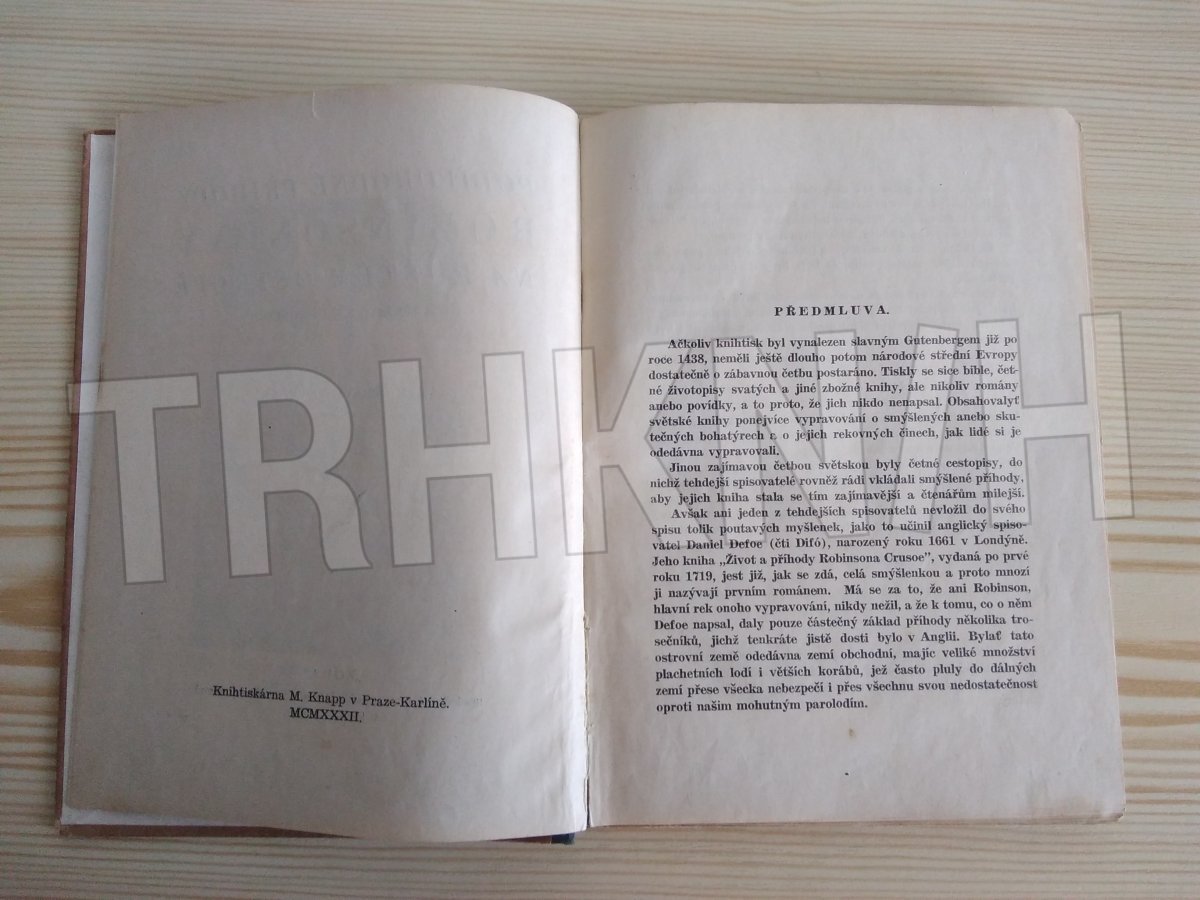 Knihtiskárna M. Knapp v Praze-Karlíně.
MCMXXXII.
PŘEDMLUVA.
Ačkoliv knihtisk byl vynalezen slavným Gutenbergem již po
roce 1438, neměli ještě dlouho potom národové střední Evropy
dostatečně o zábavnou četbu postaráno. Tiskly se sice bible, čet-
né životopisy svatých a jiné zbožné knihy, ale nikoliv romány
anebo povídky, a to proto, že jich nikdo nenapsal. Obsahovalyť
světské knihy ponejvíce vypravování o smýšlených anebo sku-
tečných bohatýrech a o jejich rekovných činech, jak lidé si je
odedávna vypravovali.
Jinou zajímavou četbou světskou byly četné cestopisy, do
nichž tehdejší spisovatelé rovněž rádi vkládali smýšlené příhody,
aby jejich kniha stala se tím zajímavější a čtenářům milejší.
Avšak ani jeden z tehdejších spisovatelů nevložil do svého
spisu tolik poutavých myšlenek, jako to učinil anglický spiso-
vatel Daniel Defoe (čti Difó), narozený roku 1661 v Londýně.
Jeho kniha „Život a příhody Robinsona Crusoe", vydaná po prvé
roku 1719, jest již, jak se zdá, celá smýšlenkou a proto mnozí
ji nazývají prvním románem. Má se za to, že ani Robinson,
hlavní rek onoho vypravování, nikdy nežil, a že k tomu, co o něm
Defoe napsal, daly pouze částečný základ příhody několika tro-
sečníků, jichž tenkráte jistě dosti bylo v Anglii. Bylať tato
ostrovní země odedávna zemí obchodní, majíc veliké množství
plachetních lodí i větších korábů, jež často pluly do dálných
zemí přese všecka nebezpečí i přes všechnu svou nedostatečnost
oproti našim mohutným parolodím.
TRHKNIH